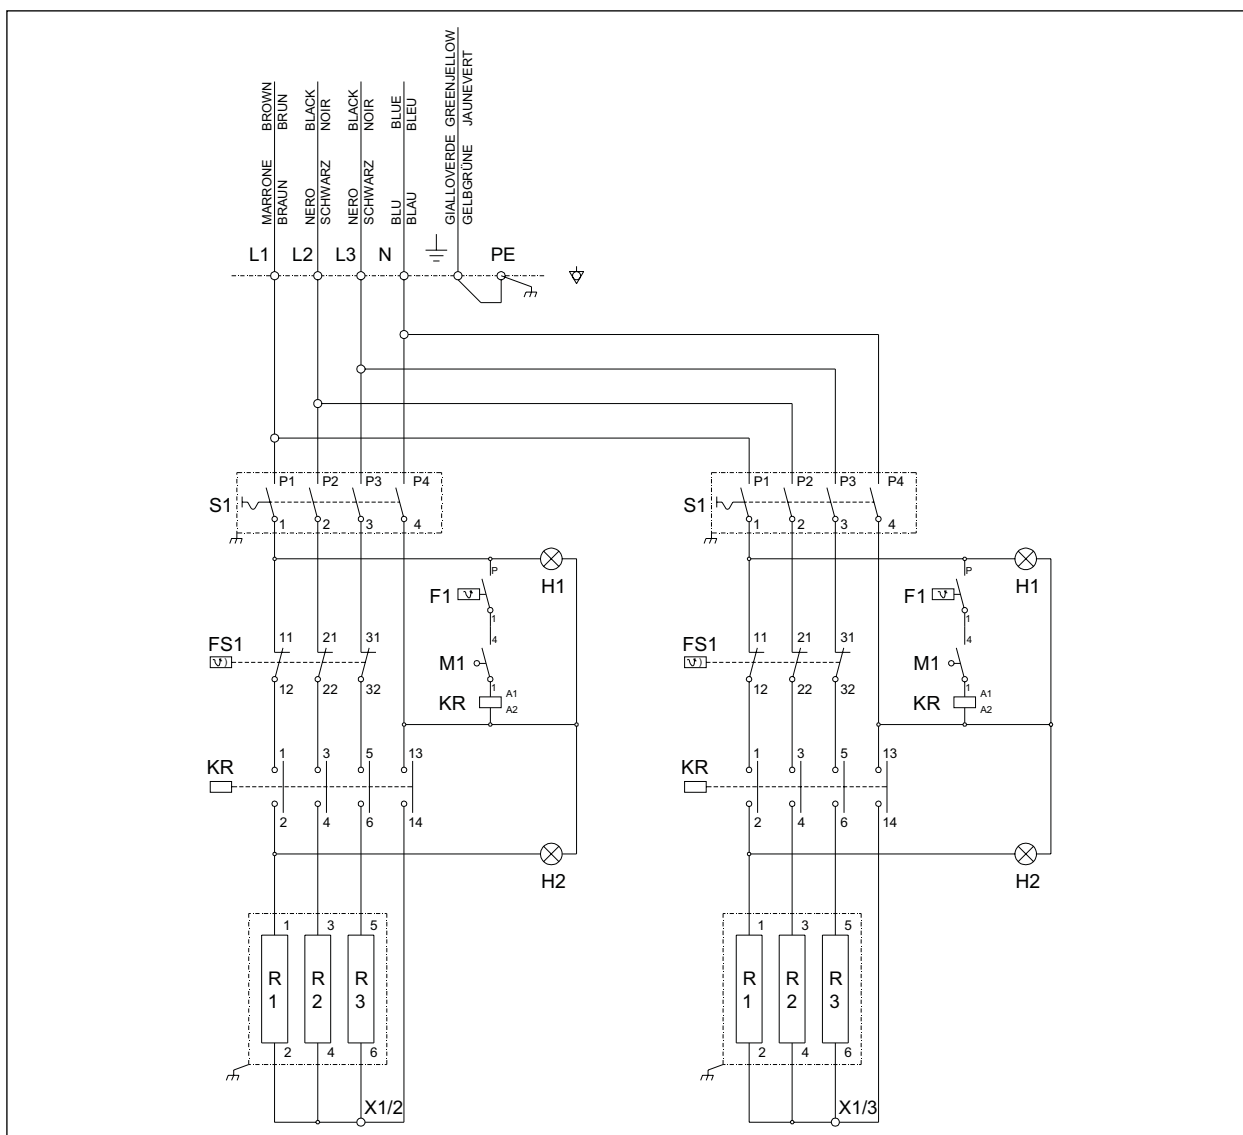 MARRONE BROWN
BRAUN BRUN
NERO BLACK
SCHWARZ NOIR
NERO BLACK
SCHWARZ NOIR
BLU BLUE
BLAU BLEU
GIALLOVERDE GREENJELLOW
GELBGRÜNE JAUNEVERT
L1 L2 L3 N PE
P1 P2 P3 P4 P1 P2 P3 P4
S1 S1
1 2 3 4 1 2 3 4
P P
H1 H1
F1 F1
1 1
FS1 11 21 31 4 FS1 11 21 31 4
M1 M1
12 22 32 1 12 22 32 1
KR A1 KR A1
A2 A2
1 3 5 13 1 3 5 13
KR KR
2 4 6 14 2 4 6 14
H2 H2
1 3 5 1 3 5
R R R R R R
1 2 3 1 2 3
2 4 6 2 4 6
X1/2 X1/3